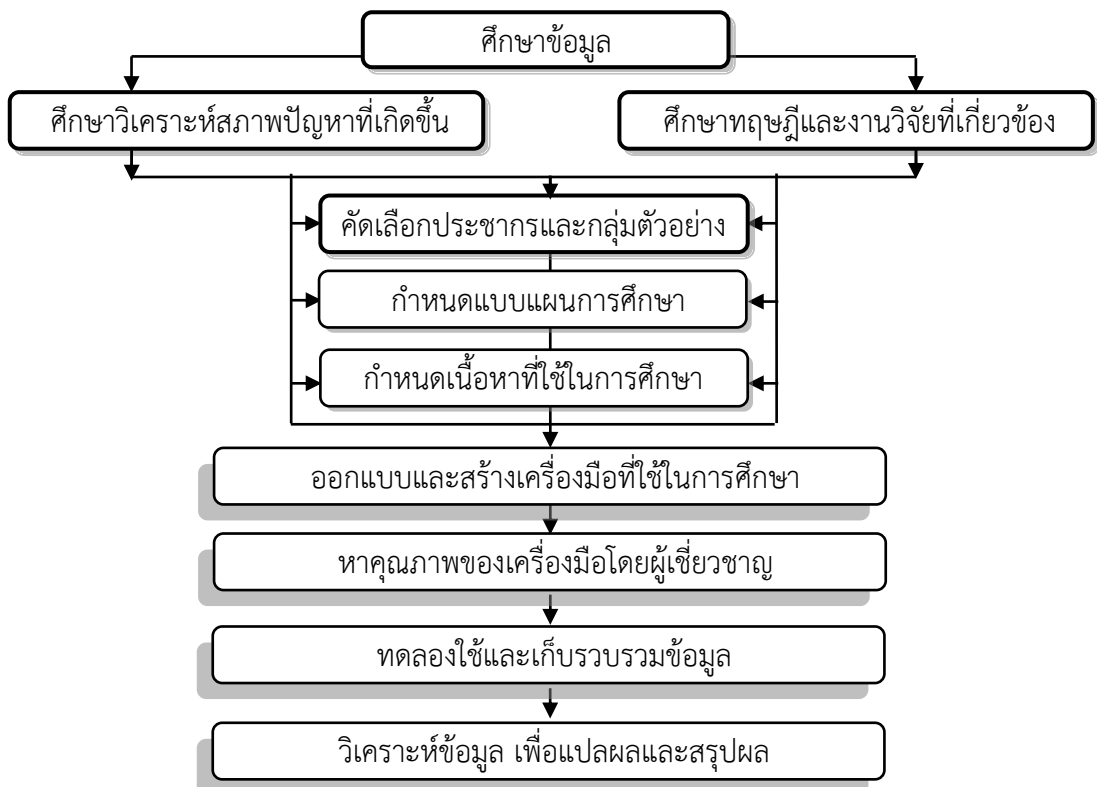 ศึกษาข้อมูล
ศึกษาวิเคราะห์สภาพปัญหาที่เกิดขึ้น
ศึกษาทฤษฎีและงานวิจัยที่เกี่ยวข้อง
คัดเลือกประชากรและกลุ่มตัวอย่าง
กำหนดแบบแผนการศึกษา
กำหนดเนื้อหาที่ใช้ในการศึกษา
ออกแบบและสร้างเครื่องมือที่ใช้ในการศึกษา
หาคุณภาพของเครื่องมือโดยผู้เชี่ยวชาญ
ทดลองใช้และเก็บรวบรวมข้อมูล
วิเคราะห์ข้อมูล เพื่อแปลผลและสรุปผล